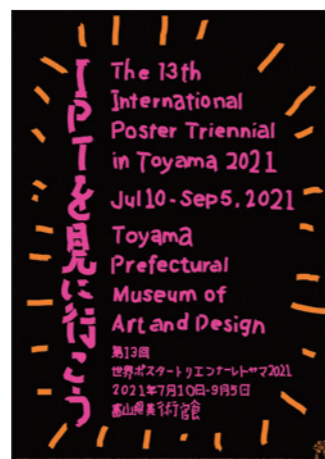 IPTを見に行こう
The 13th
International
Poster Triennial
in Toyama 2021
Jul 10 - Sep 5, 2021
Toyama
Prefectural
Museum of
Art and Design
第13回
世界ポスタートリエンナーレトヤマ2021
2021年7月10日-9月5日
富山県美術館